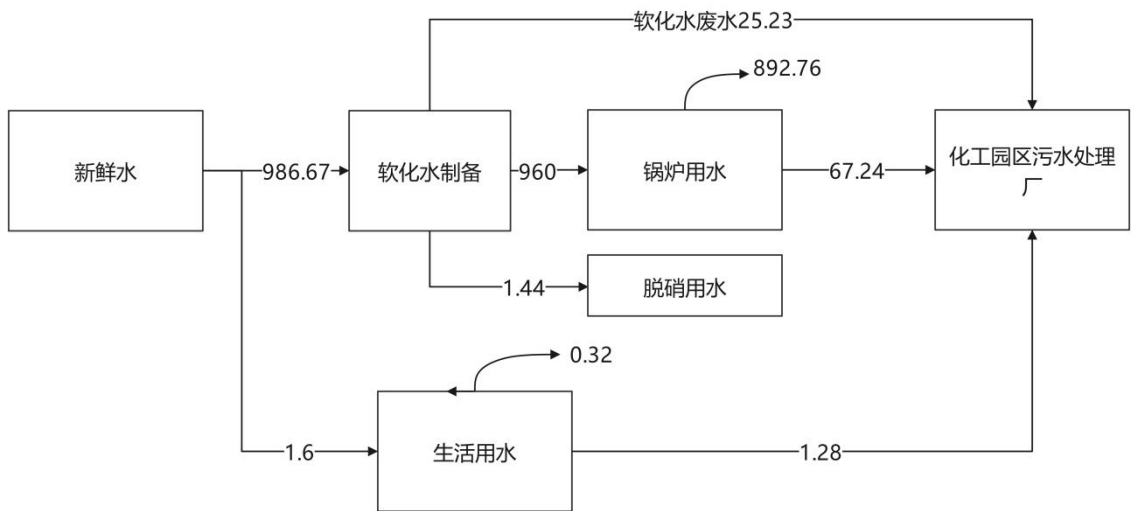 软化水废水25.23
892.76
新鲜水
986.67
软化水制备
960
锅炉用水
67.24
化工园区污水处理
厂
1.44
脱硝用水
0.32
1.6
生活用水
1.28